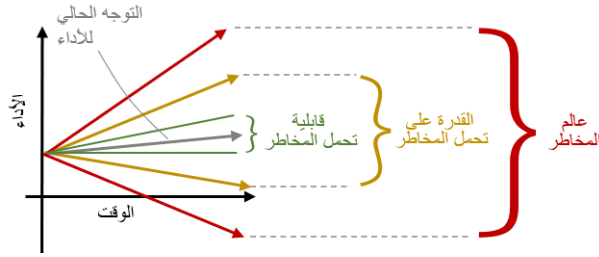 التوجه الحالي
للأداء
الأداء
الوقت
قابلية
تحمل المخاطر
القدرة على
تحمل المخاطر
عالم
المخاطر